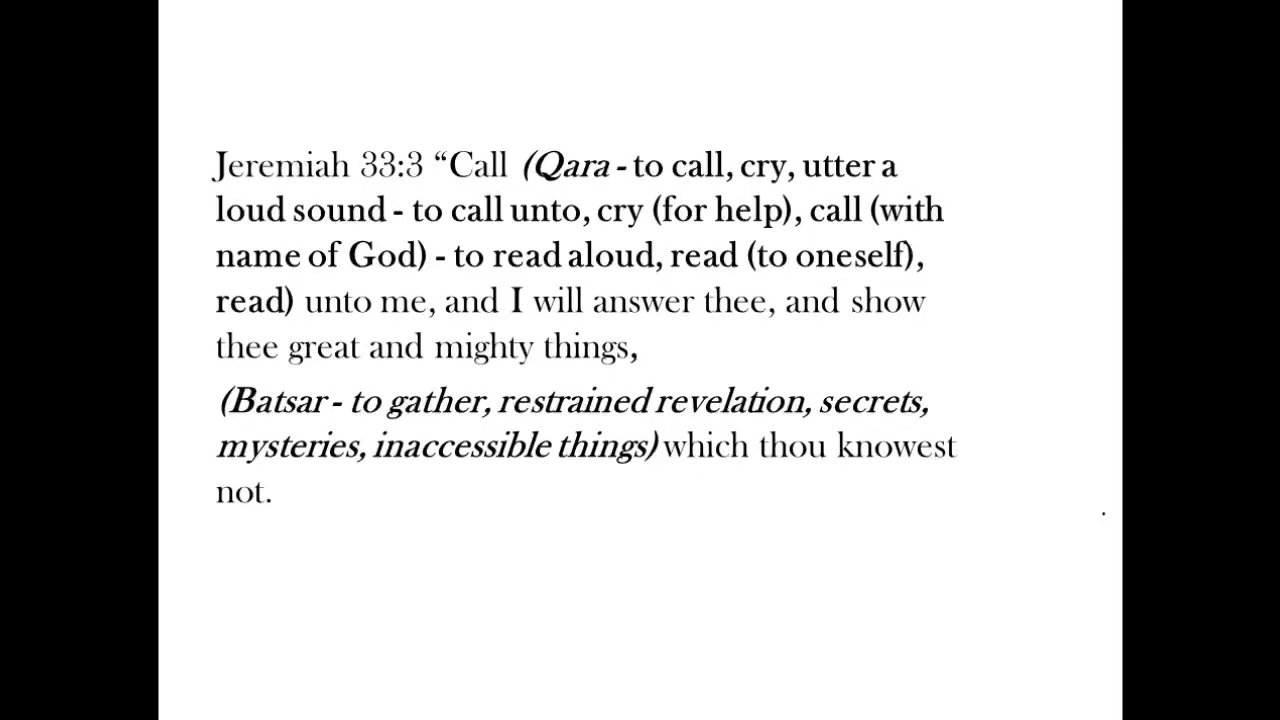 Jeremiah 33:3 “Call (Qara - to call, cry, utter a
loud sound - to call unto, cry (for help), call (with
name of God) - to read aloud, read (to oneself),
read) unto me, and I will answer thee, and show
thee great and mighty things,
(Batsar - to gather, restrained revelation, secrets,
mysteries, inaccessible things) which thou knowest
not.
.